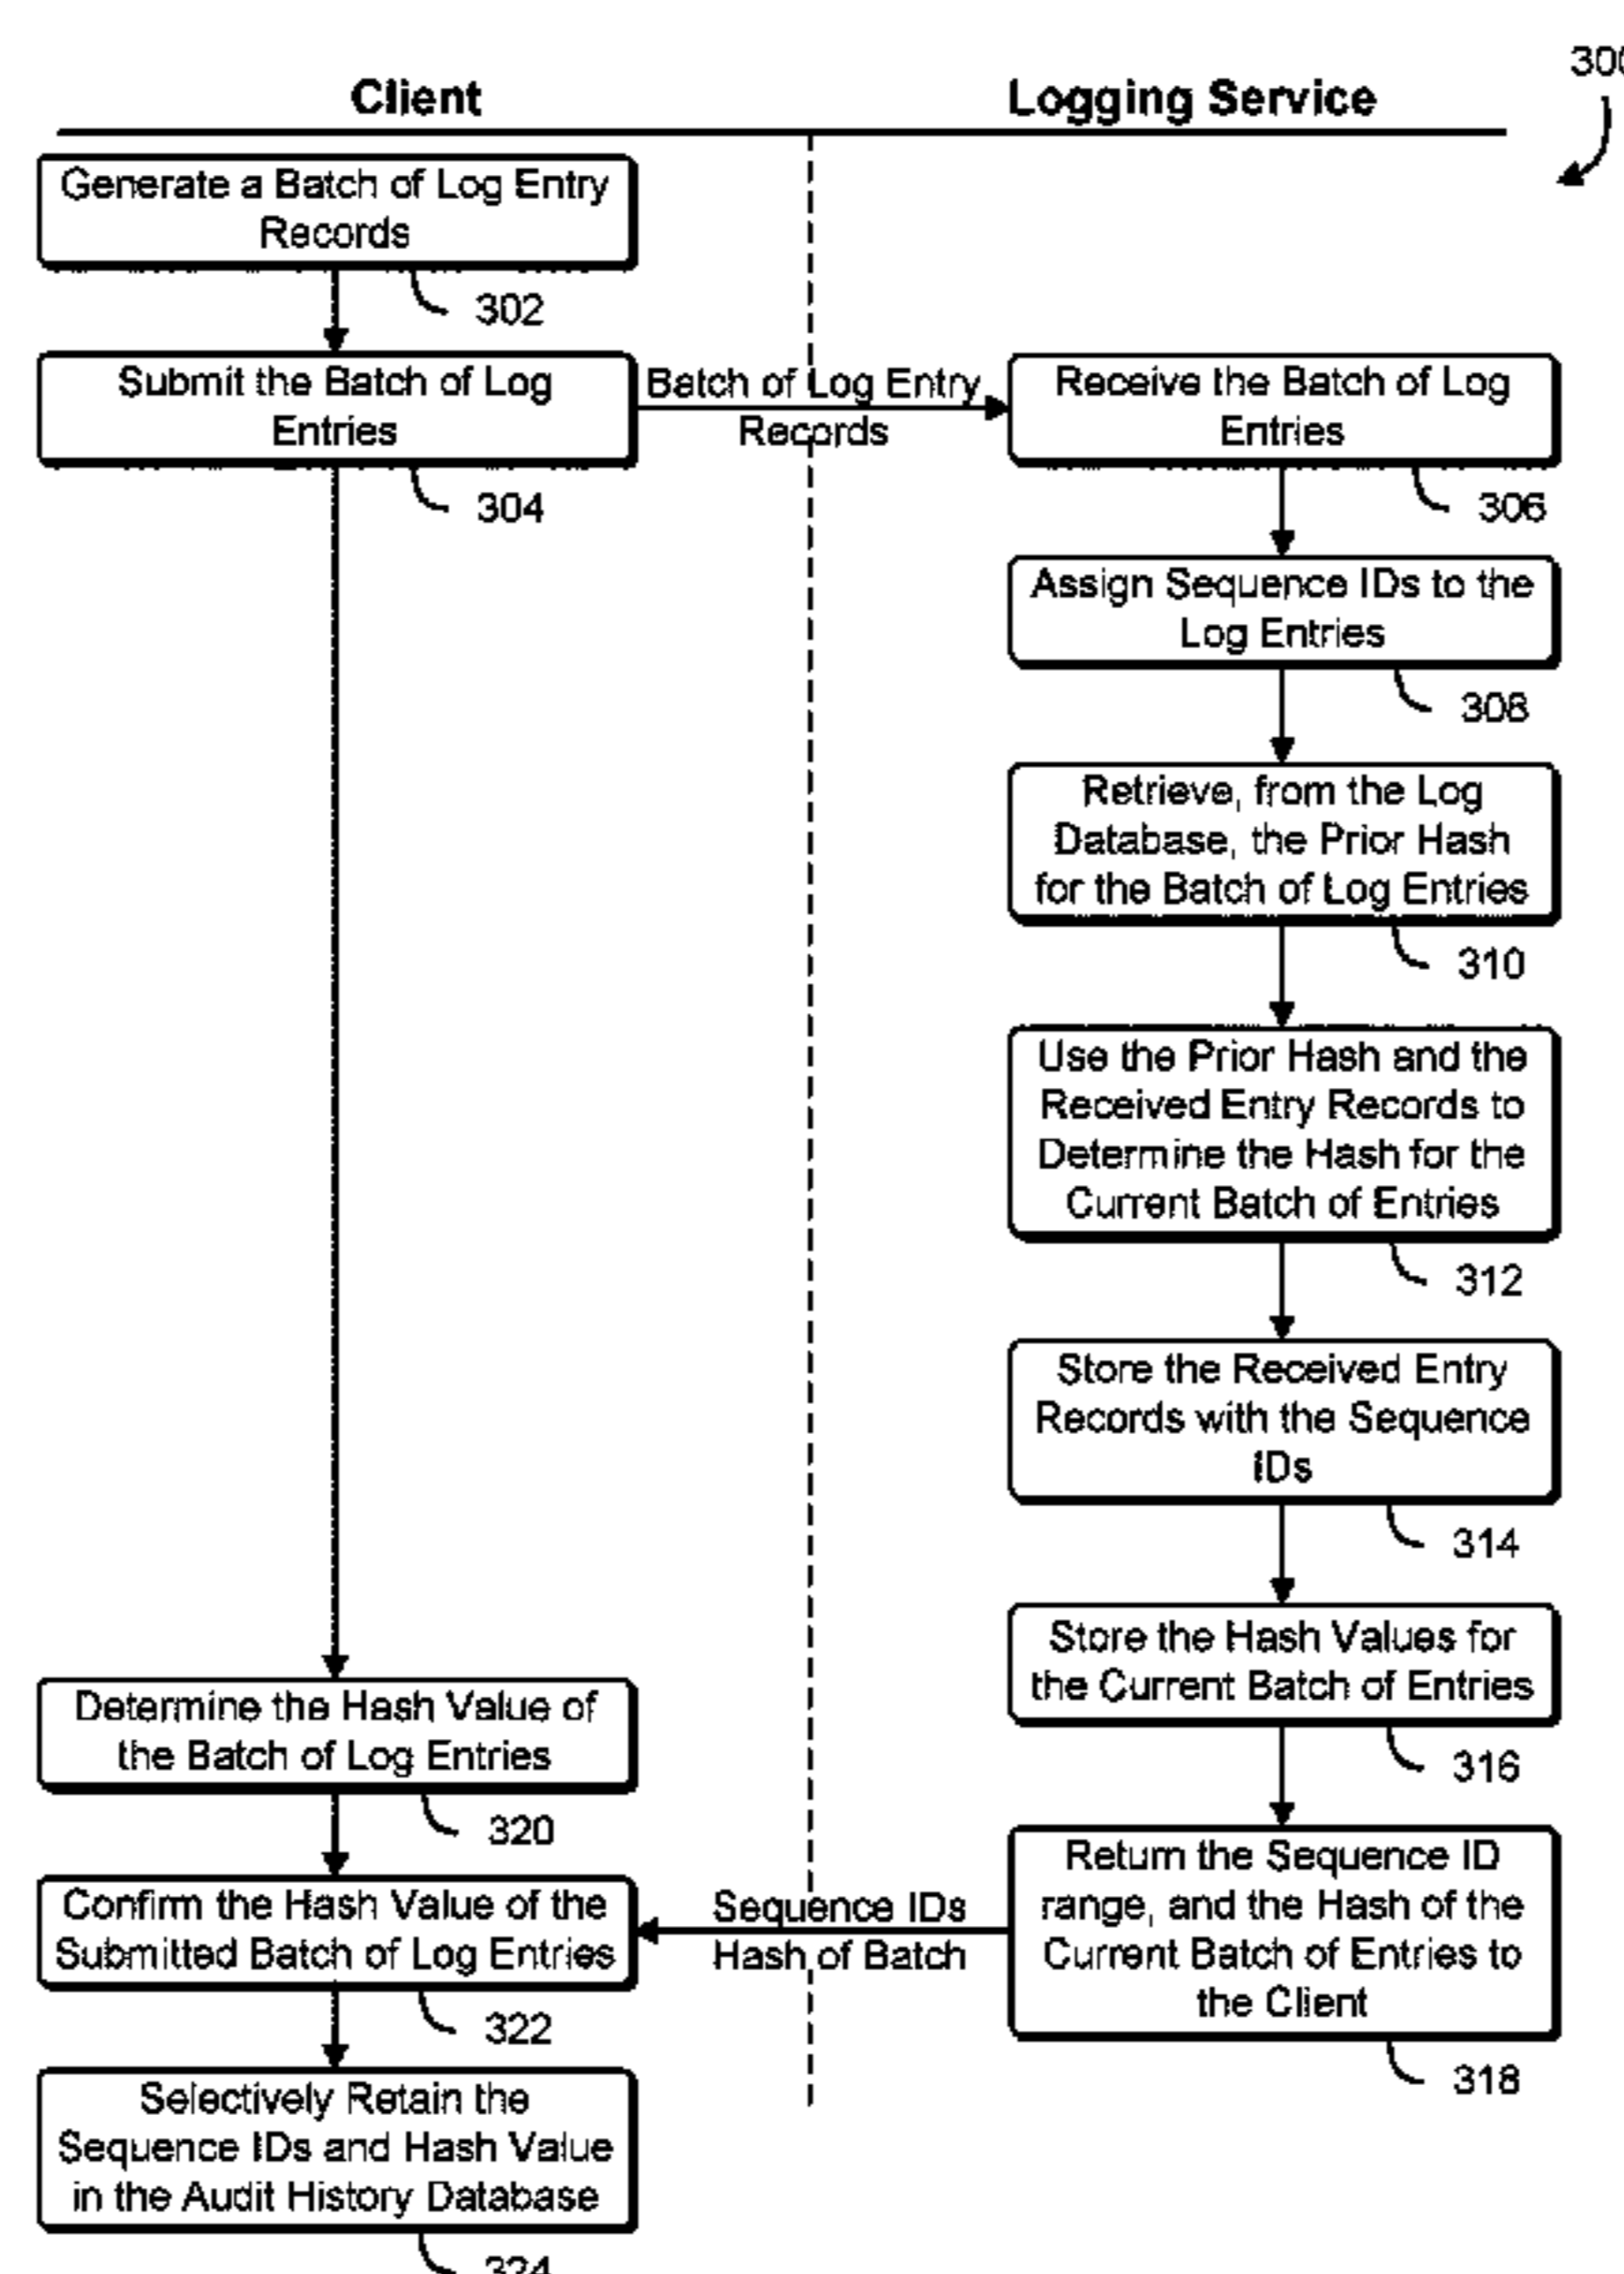 Client
Logging Service
300
Generate a Batch of Log Entry
Records
302
Submit the Batch of Log
Entries
304
Batch of Log Entry
Records
Receive the Batch of Log
Entries
306
Assign Sequence IDs to the
Log Entries
308
Retrieve, from the Log
Database, the Prior Hash
for the Batch of Log Entries
310
Use the Prior Hash and the
Received Entry Records to
Determine the Hash for the
Current Batch of Entries
312
Store the Received Entry
Records with the Sequence
IDs
314
Store the Hash Values for
the Current Batch of Entries
316
Return the Sequence ID
range, and the Hash of the
Current Batch of Entries to
the Client
318
Sequence IDs
Hash of Batch
Determine the Hash Value of
the Batch of Log Entries
320
Confirm the Hash Value of the
Submitted Batch of Log Entries
322
Selectively Retain the
Sequence IDs and Hash Value
in the Audit History Database
324